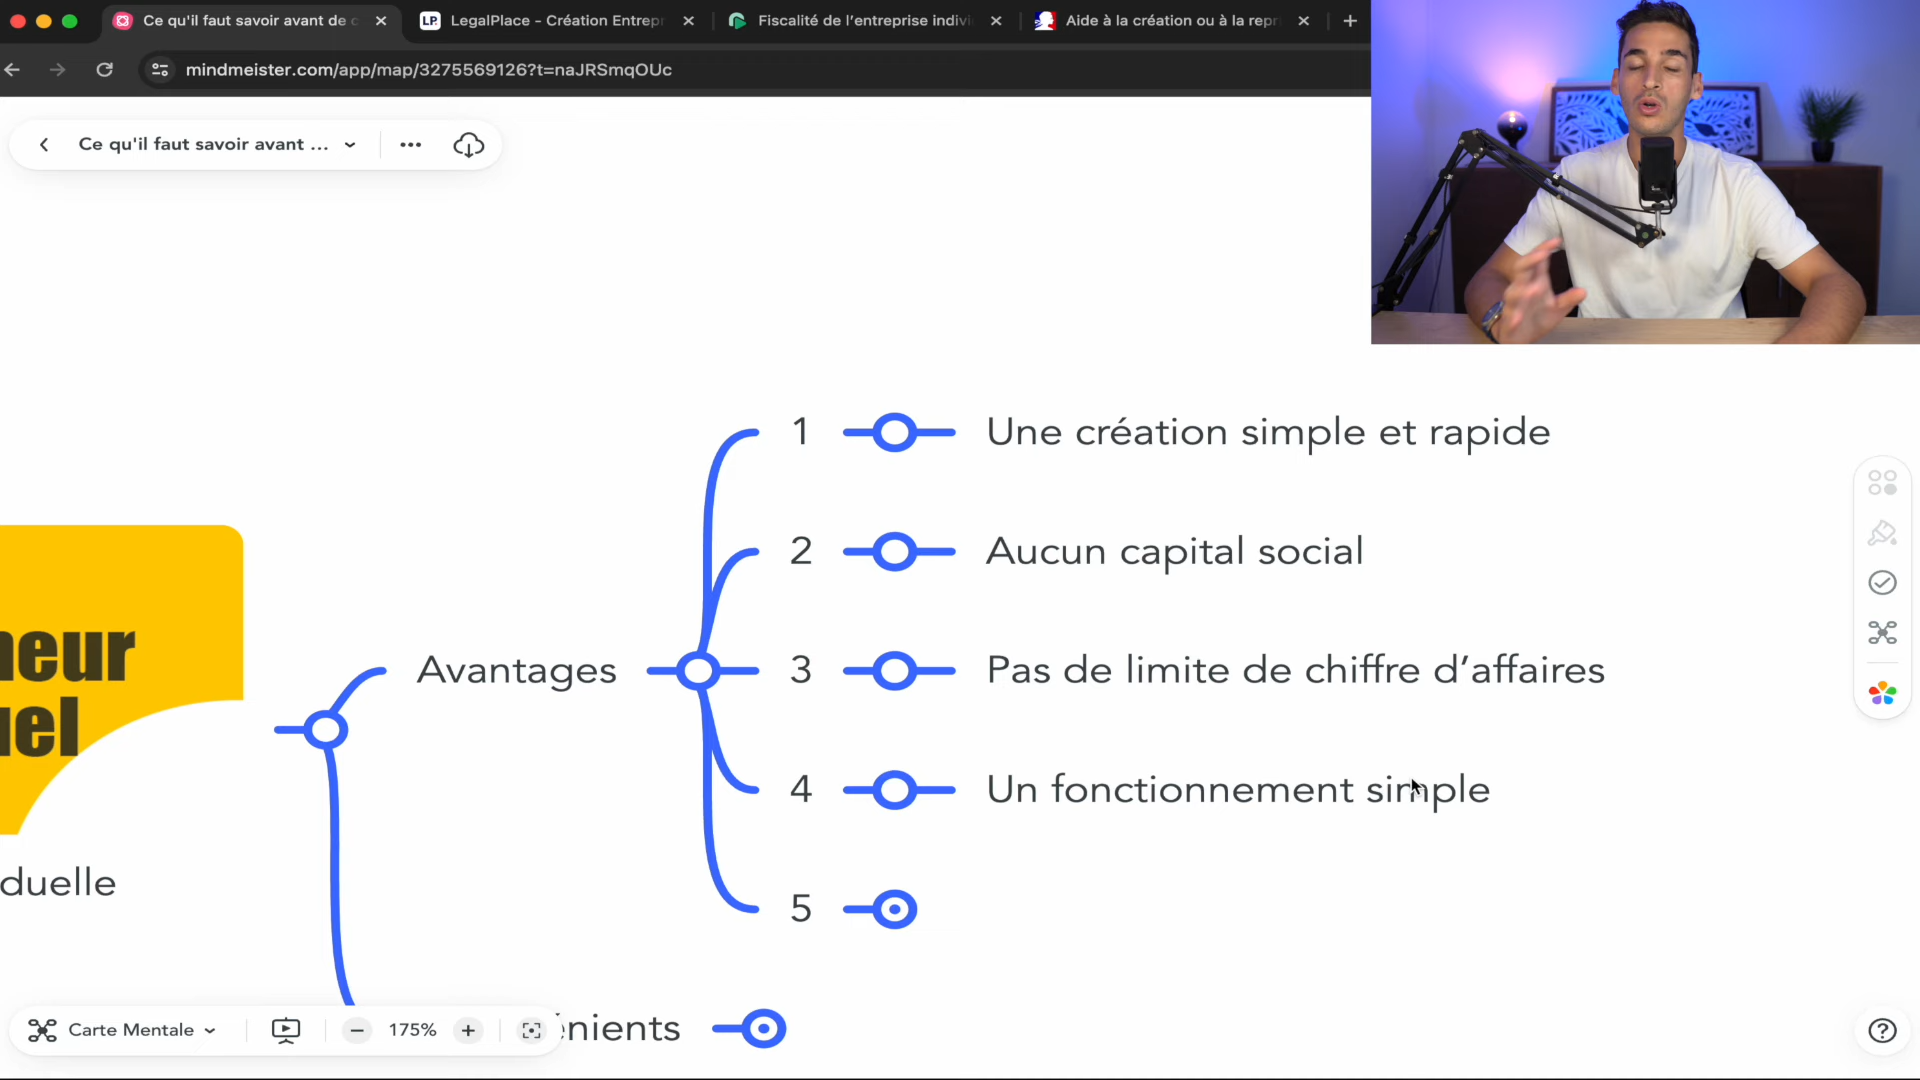 Ce qu'il faut savoir avant de c
LP. LegalPlace - Création Entrepr
Fiscalité de l'entreprise indivi
Aide à la création ou à la repr
mindmeister.com/app/map/3275569126?t=naJRSmqOUc
Ce qu'il faut savoir avant ...
1 Une création simple et rapide
2 Aucun capital social
neur
uel
Avantages
3 Pas de limite de chiffre d’affaires
4 Un fonctionnement simple
duelle
5
énients
Carte Mentale
175%